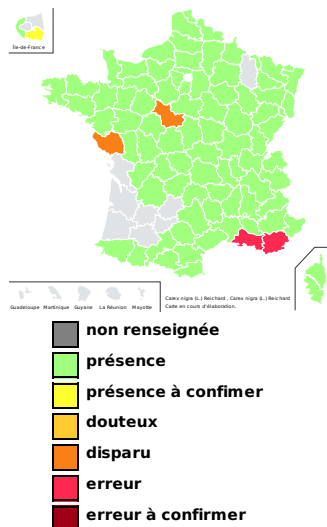 Île-de-France
Guadeloupe Martinique Guyane La Réunion Mayotte
Carex nigra (L.) Reichard , Carex nigra (L.) Reichard
Carte en cours d'élaboration.
non renseignée
présence
présence à confimer
douteux
disparu
erreur
erreur à confirmer